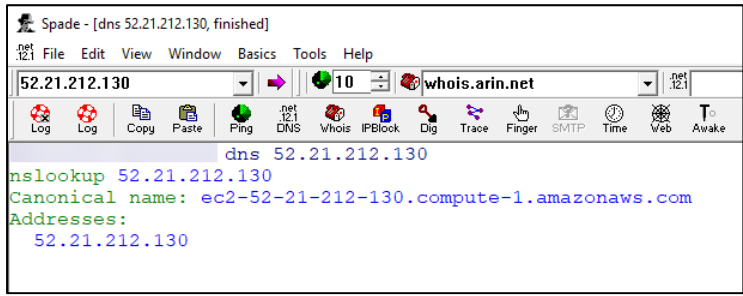 Spade - [dns 52.21.212.130, finished]
.net 12.1 File Edit View Window Basics Tools Help
52.21.212.130 10 whois.arin.net .net 12.1
Log Log Copy Paste Ping .net 12.1 DNS Whois IPBlock Dig Trace Finger SMTP Time Web Awake
dns 52.21.212.130
nslookup 52.21.212.130
Canonical name: ec2-52-21-212-130.compute-1.amazonaws.com
Addresses:
52.21.212.130